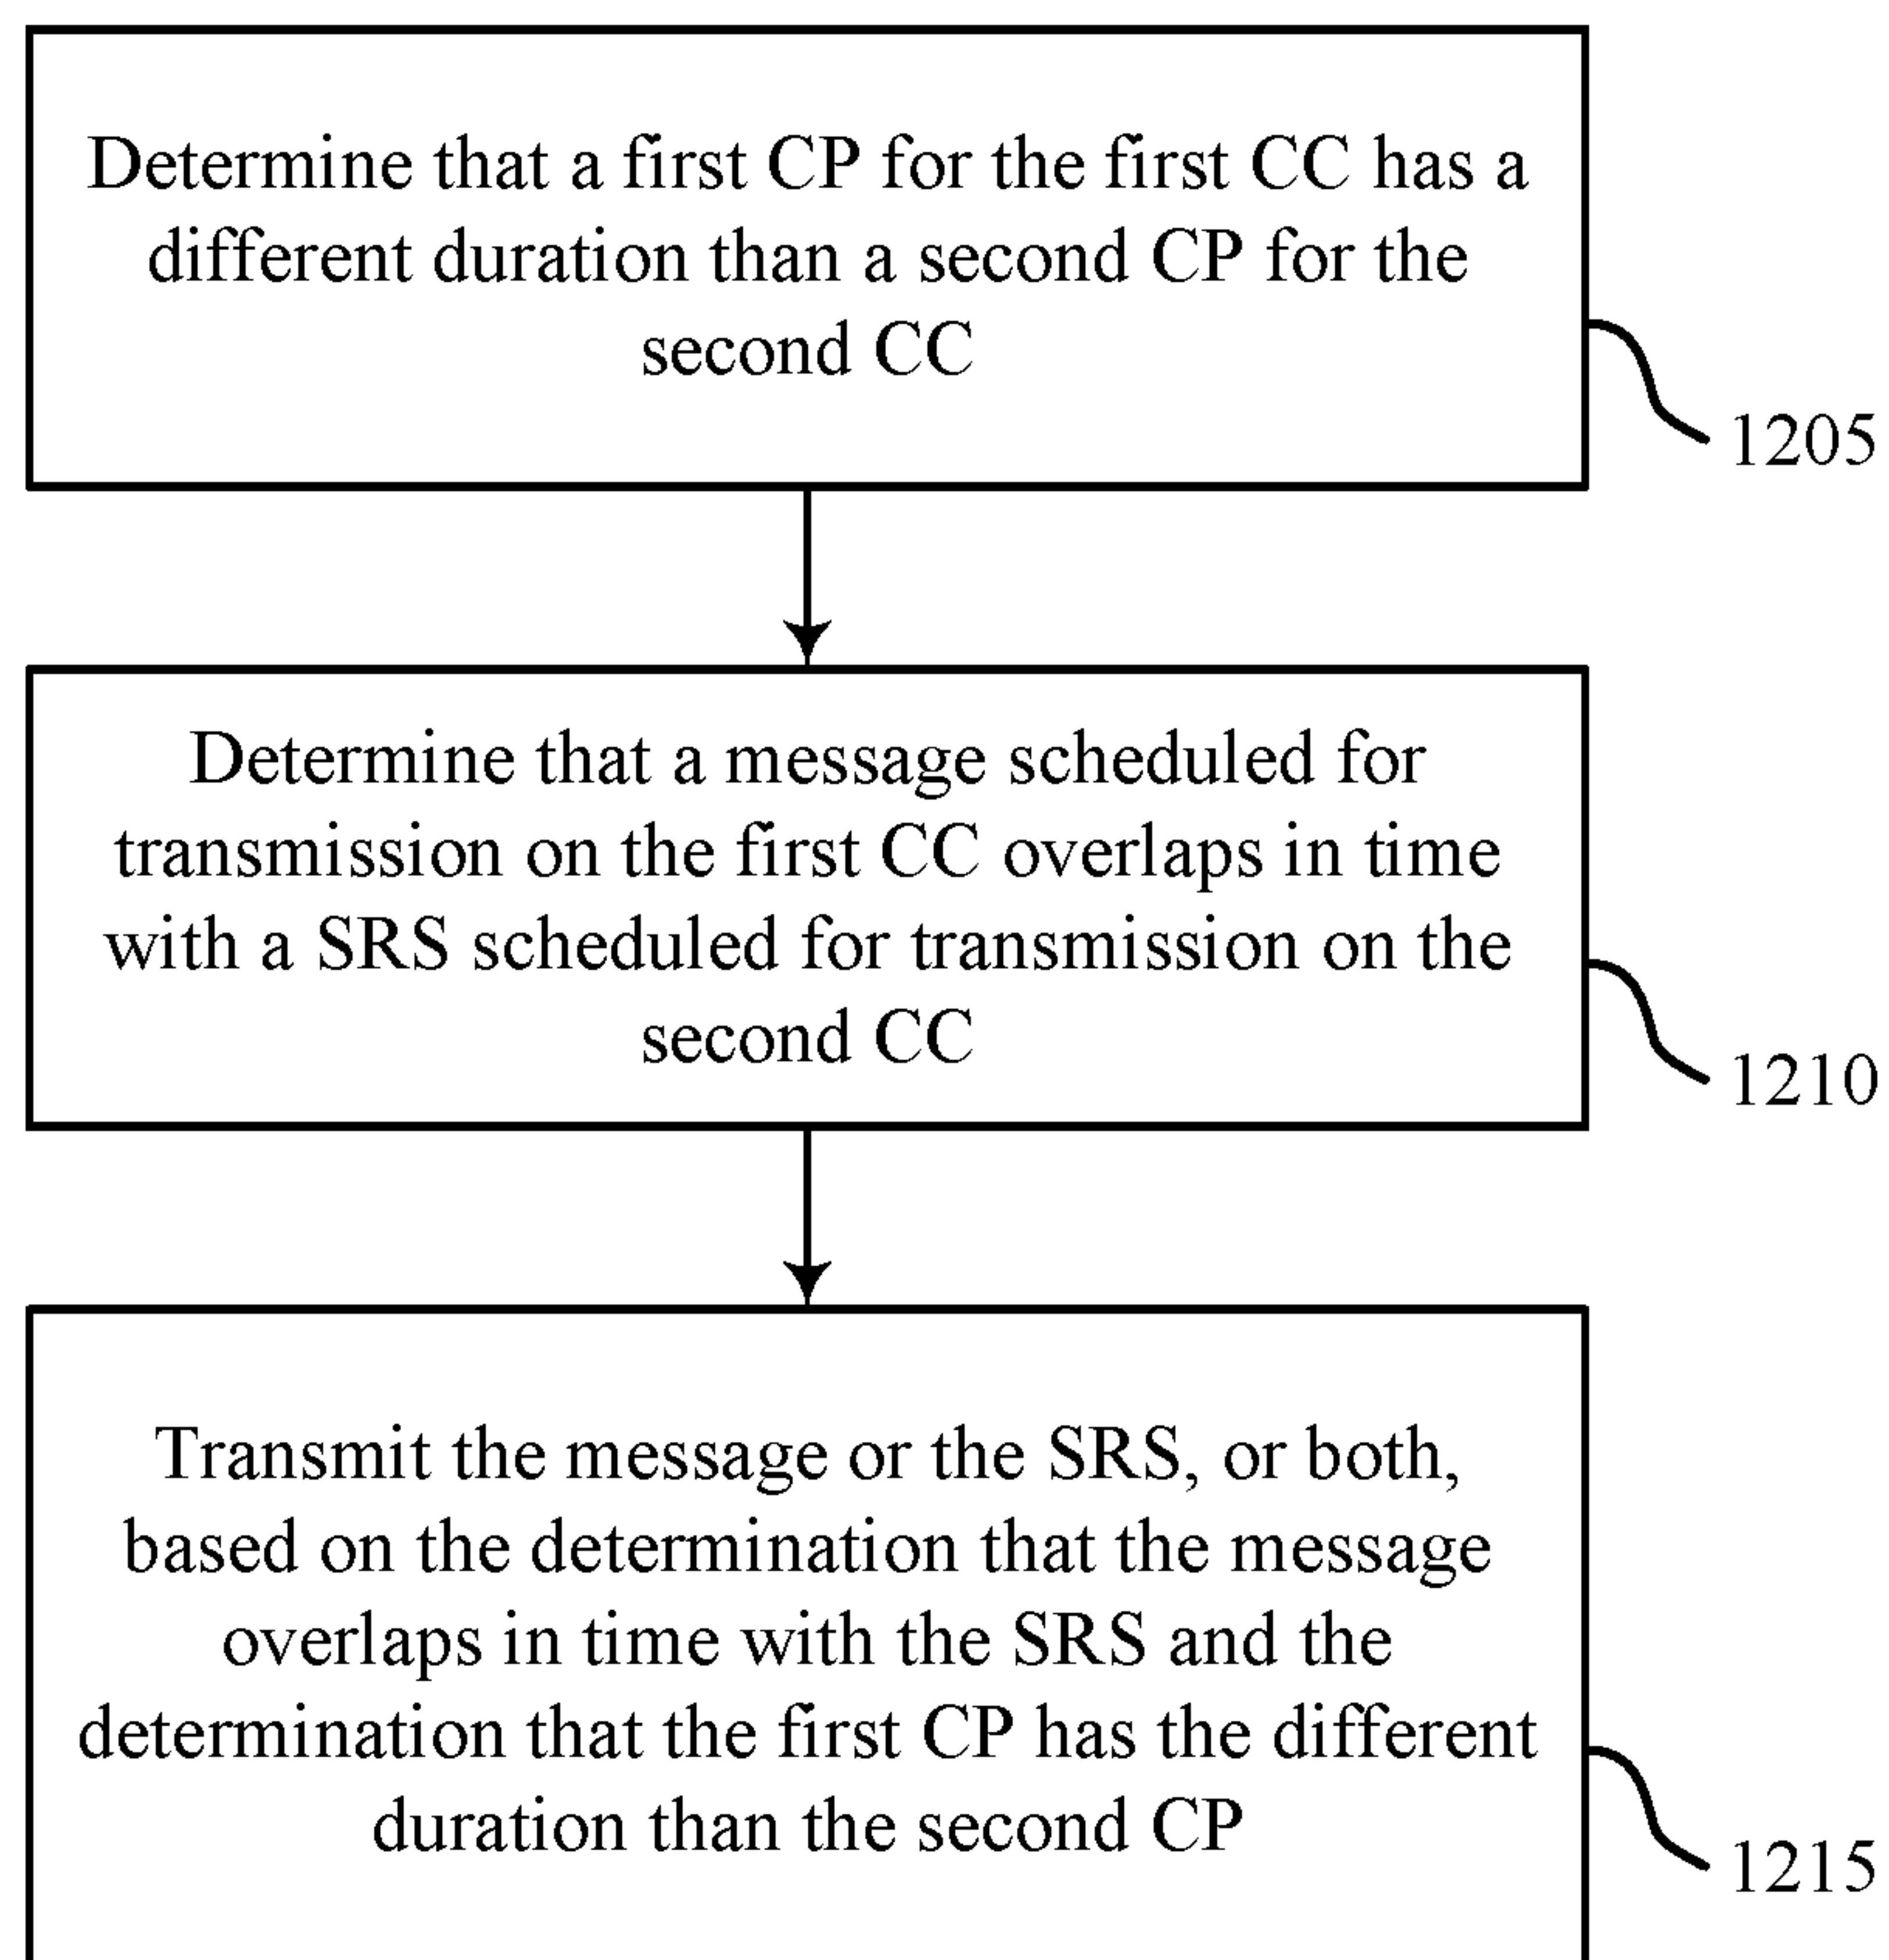 Determine that a first CP for the first CC has a
different duration than a second CP for the
second CC
1205
Determine that a message scheduled for
transmission on the first CC overlaps in time
with a SRS scheduled for transmission on the
second CC
1210
Transmit the message or the SRS, or both,
based on the determination that the message
overlaps in time with the SRS and the
determination that the first CP has the different
duration than the second CP
1215